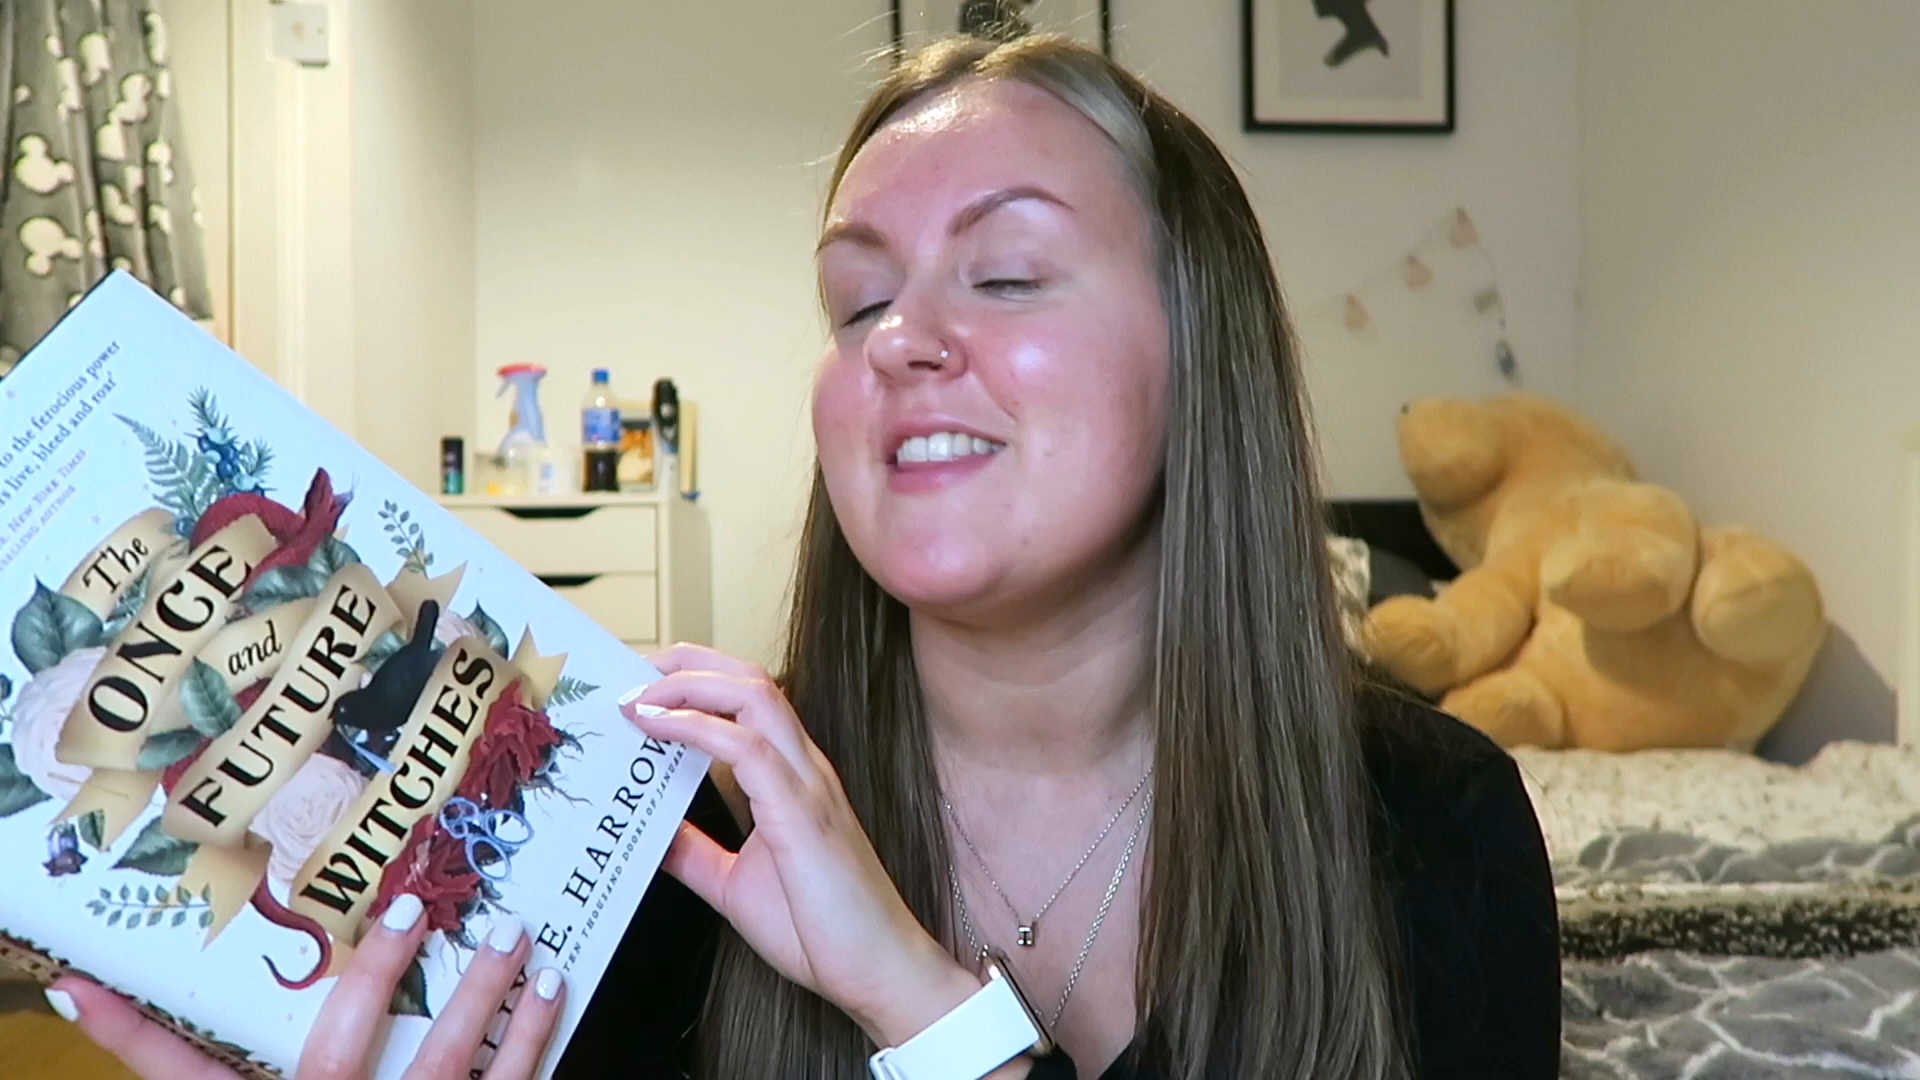 to the ferocious power
live, bleed and roar'
NEW YORK TIMES
AUTHOR
The
ONCE
and
FUTURE
WITCHES
E. HARROW
TEN THOUSAND DOORS OF JANUARY